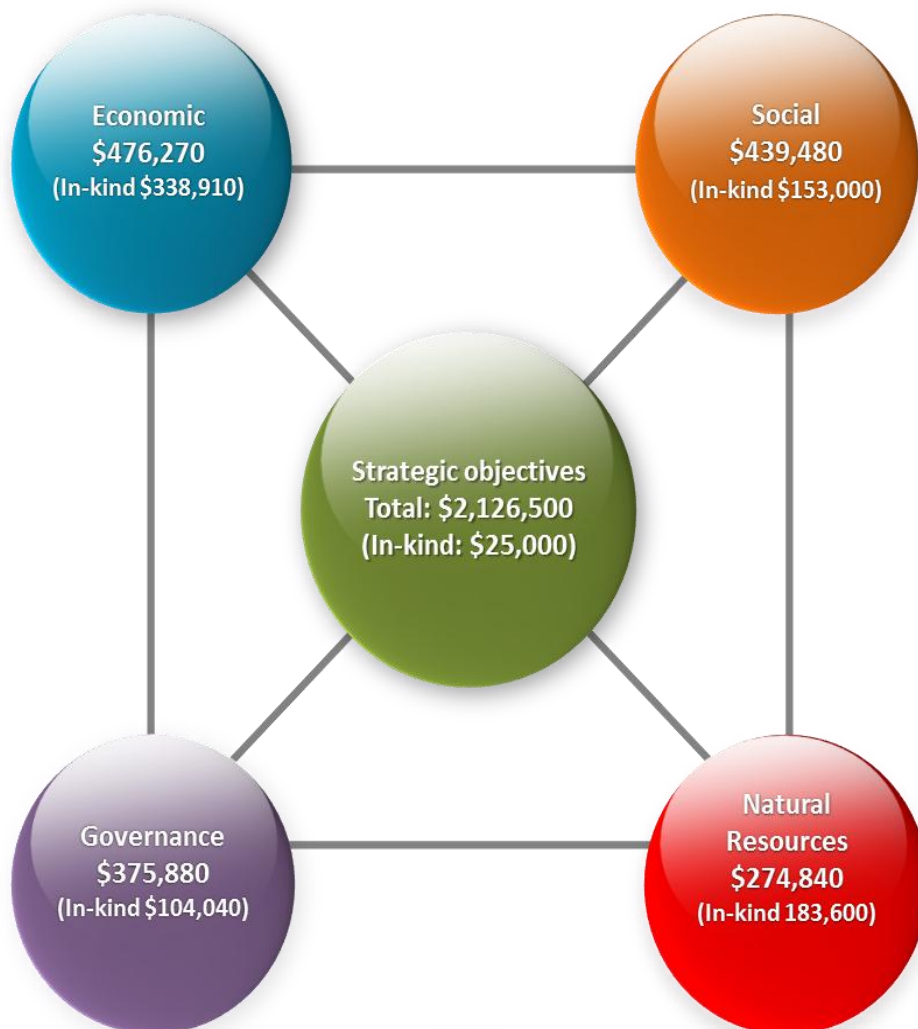 Economic
$476,270
(In-kind $338,910)
Social
$439,480
(In-kind $153,000)
Strategic objectives
Total: $2,126,500
(In-kind: $25,000)
Governance
$375,880
(In-kind $104,040)
Natural
Resources
$274,840
(In-kind 183,600)